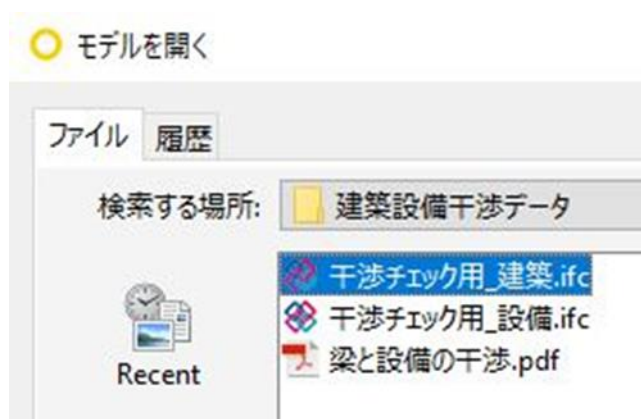 モデルを開く
ファイル 履歴
検索する場所: 建築設備干渉データ
干渉チェック用_建築.ifc
干渉チェック用_設備.ifc
梁と設備の干渉.pdf
Recent